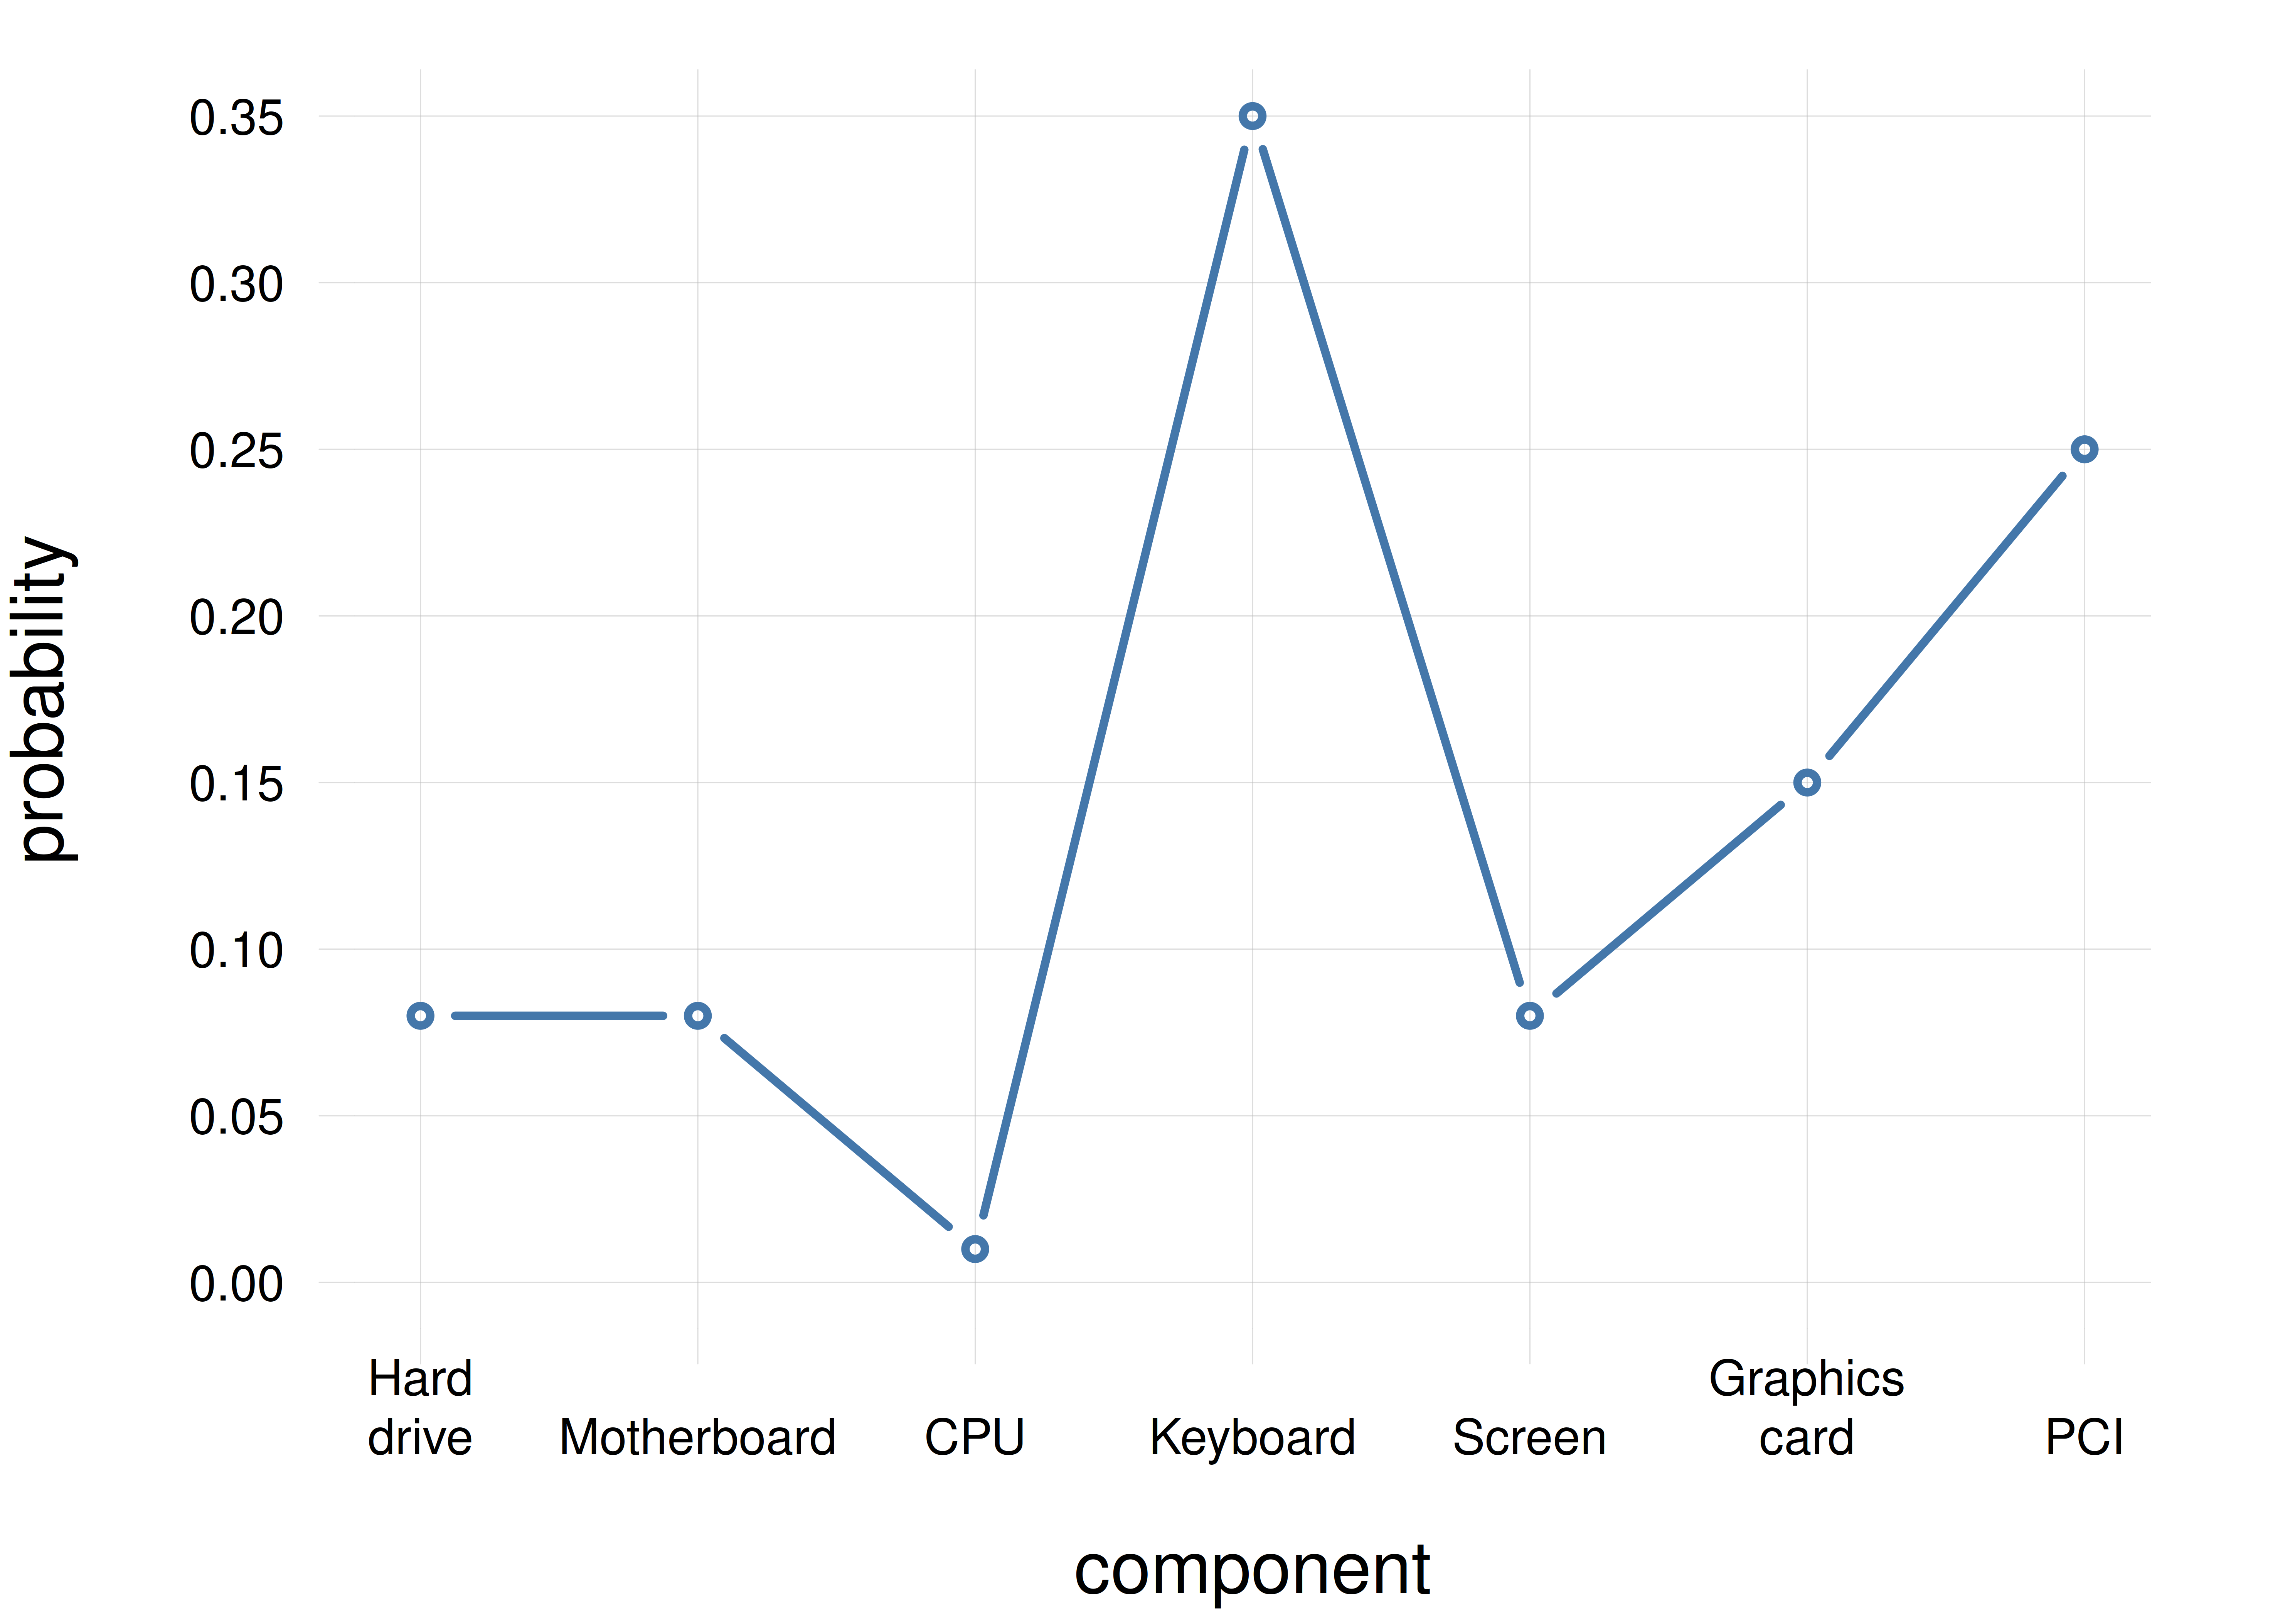 0.35
0.30
0.25
0.20
0.15
0.10
0.05
0.00
probability
Hard
drive
Motherboard
CPU
Keyboard
Screen
Graphics
card
PCI
component